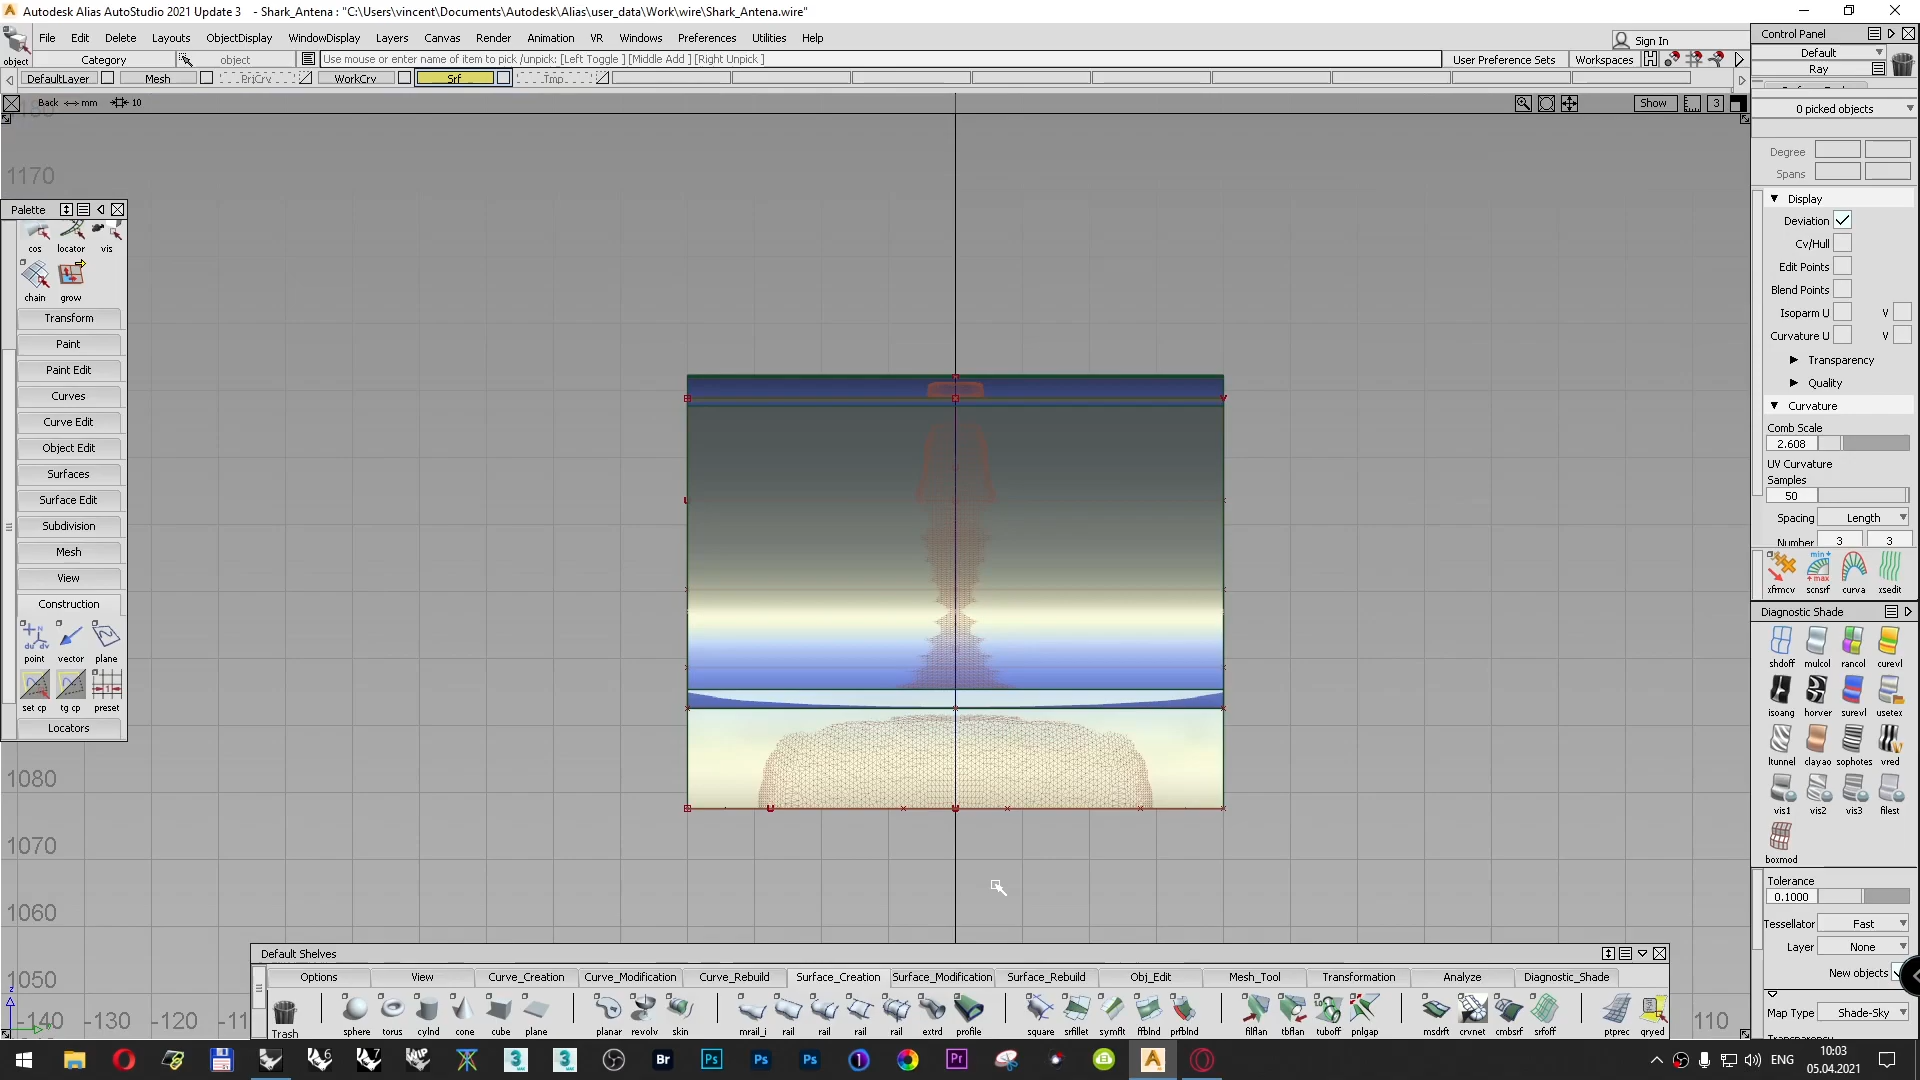 Autodesk Alias AutoStudio 2021 Update 3 - Shark_Antena : "C:\Users\vincent\Documents\Autodesk\Alias\user_data\Work\wire\Shark_Antena.wire"
File Edit Delete Layouts ObjectDisplay WindowDisplay Layers Canvas Render Animation VR Windows Preferences Utilities Help
Sign In
object Category object Use mouse or enter name of item to pick /unpick: [Left Toggle ] [Middle Add ] [Right Unpick ] User Preference Sets Workspaces
DefaultLayer Mesh PrjCrv WorkCrv Srf Tmp
Back mm 10 Show 3
1170
Palette
cos locator vis
chain grow
Transform
Paint
Paint Edit
Curves
Curve Edit
Object Edit
Surfaces
Surface Edit
Subdivision
Mesh
View
Construction
point vector plane
set cp tg cp preset
Locators
1080
1070
1060
1050
-140 -130 -120 -11
110
Control Panel
Default
Ray
0 picked objects
Degree
Spans
Display
Deviation
Cv/Hull
Edit Points
Blend Points
Isoparm U V
Curvature U V
Transparency
Quality
Curvature
Comb Scale
2.608
UV Curvature
Samples
50
Spacing Length
Number 3 3
xfrmcv scnsrf curva xsedit
Diagnostic Shade
shdoff mulcol rancol curevl
isoang horver surevl usetex
ltunnel clayao sophotes vred
vis1 vis2 vis3 filest
boxmod
Tolerance
0.1000
Tessellator Fast
Layer None
New objects
Map Type Shade-Sky
Default Shelves
Options View Curve_Creation Curve_Modification Curve_Rebuild Surface_Creation Surface_Modification Surface_Rebuild Obj_Edit Mesh_Tool Transformation Analyze Diagnostic_Shade
Trash sphere torus cylnd cone cube plane planar revolv skin mrail_i rail rail rail rail extrd profile square srfillet symflt ffblnd prfblnd filflan tbflan tuboff pnlgap msdrft crvnet cmbsrf srfoff ptprec qryed
ENG
10:03
05.04.2021